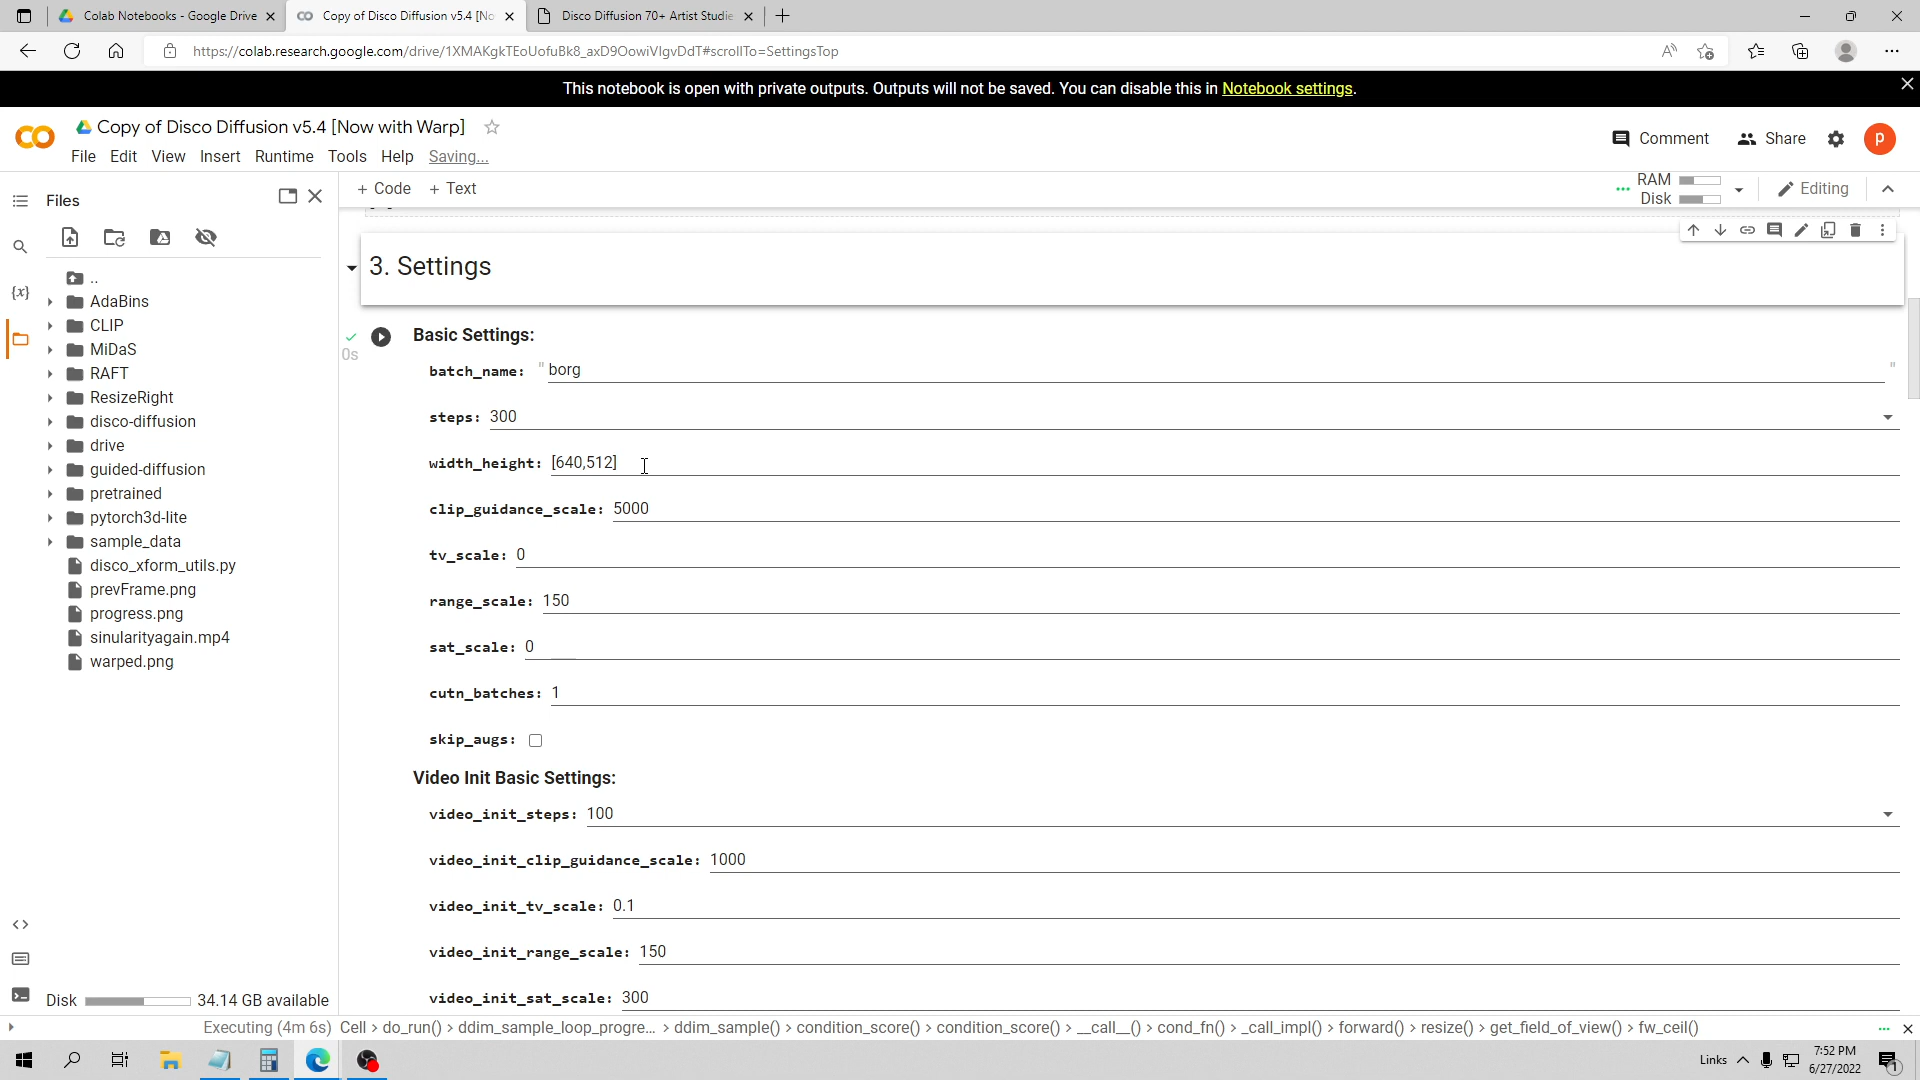 Colab Notebooks - Google Drive
Copy of Disco Diffusion v5.4 [No
Disco Diffusion 70+ Artist Studie
https://colab.research.google.com/drive/1XMAKgkTEoUofuBk8_axD9OowiVlgvDdT#scrollTo=SettingsTop
This notebook is open with private outputs. Outputs will not be saved. You can disable this in Notebook settings.
Copy of Disco Diffusion v5.4 [Now with Warp]
File Edit View Insert Runtime Tools Help Saving...
Comment Share p
Files
+ Code + Text
RAM
Disk
Editing
..
AdaBins
CLIP
MiDaS
RAFT
ResizeRight
disco-diffusion
drive
guided-diffusion
pretrained
pytorch3d-lite
sample_data
disco_xform_utils.py
prevFrame.png
progress.png
sinularityagain.mp4
warped.png
Disk 34.14 GB available
3. Settings
0s
Basic Settings:
batch_name: "borg"
steps: 300
width_height: [640,512]
clip_guidance_scale: 5000
tv_scale: 0
range_scale: 150
sat_scale: 0
cutn_batches: 1
skip_augs:
Video Init Basic Settings:
video_init_steps: 100
video_init_clip_guidance_scale: 1000
video_init_tv_scale: 0.1
video_init_range_scale: 150
video_init_sat_scale: 300
Executing (4m 6s) Cell > do_run() > ddim_sample_loop_progre... > ddim_sample() > condition_score() > condition_score() > __call__() > cond_fn() > _call_impl() > forward() > resize() > get_field_of_view() > fw_ceil()
Links
7:52 PM
6/27/2022
1